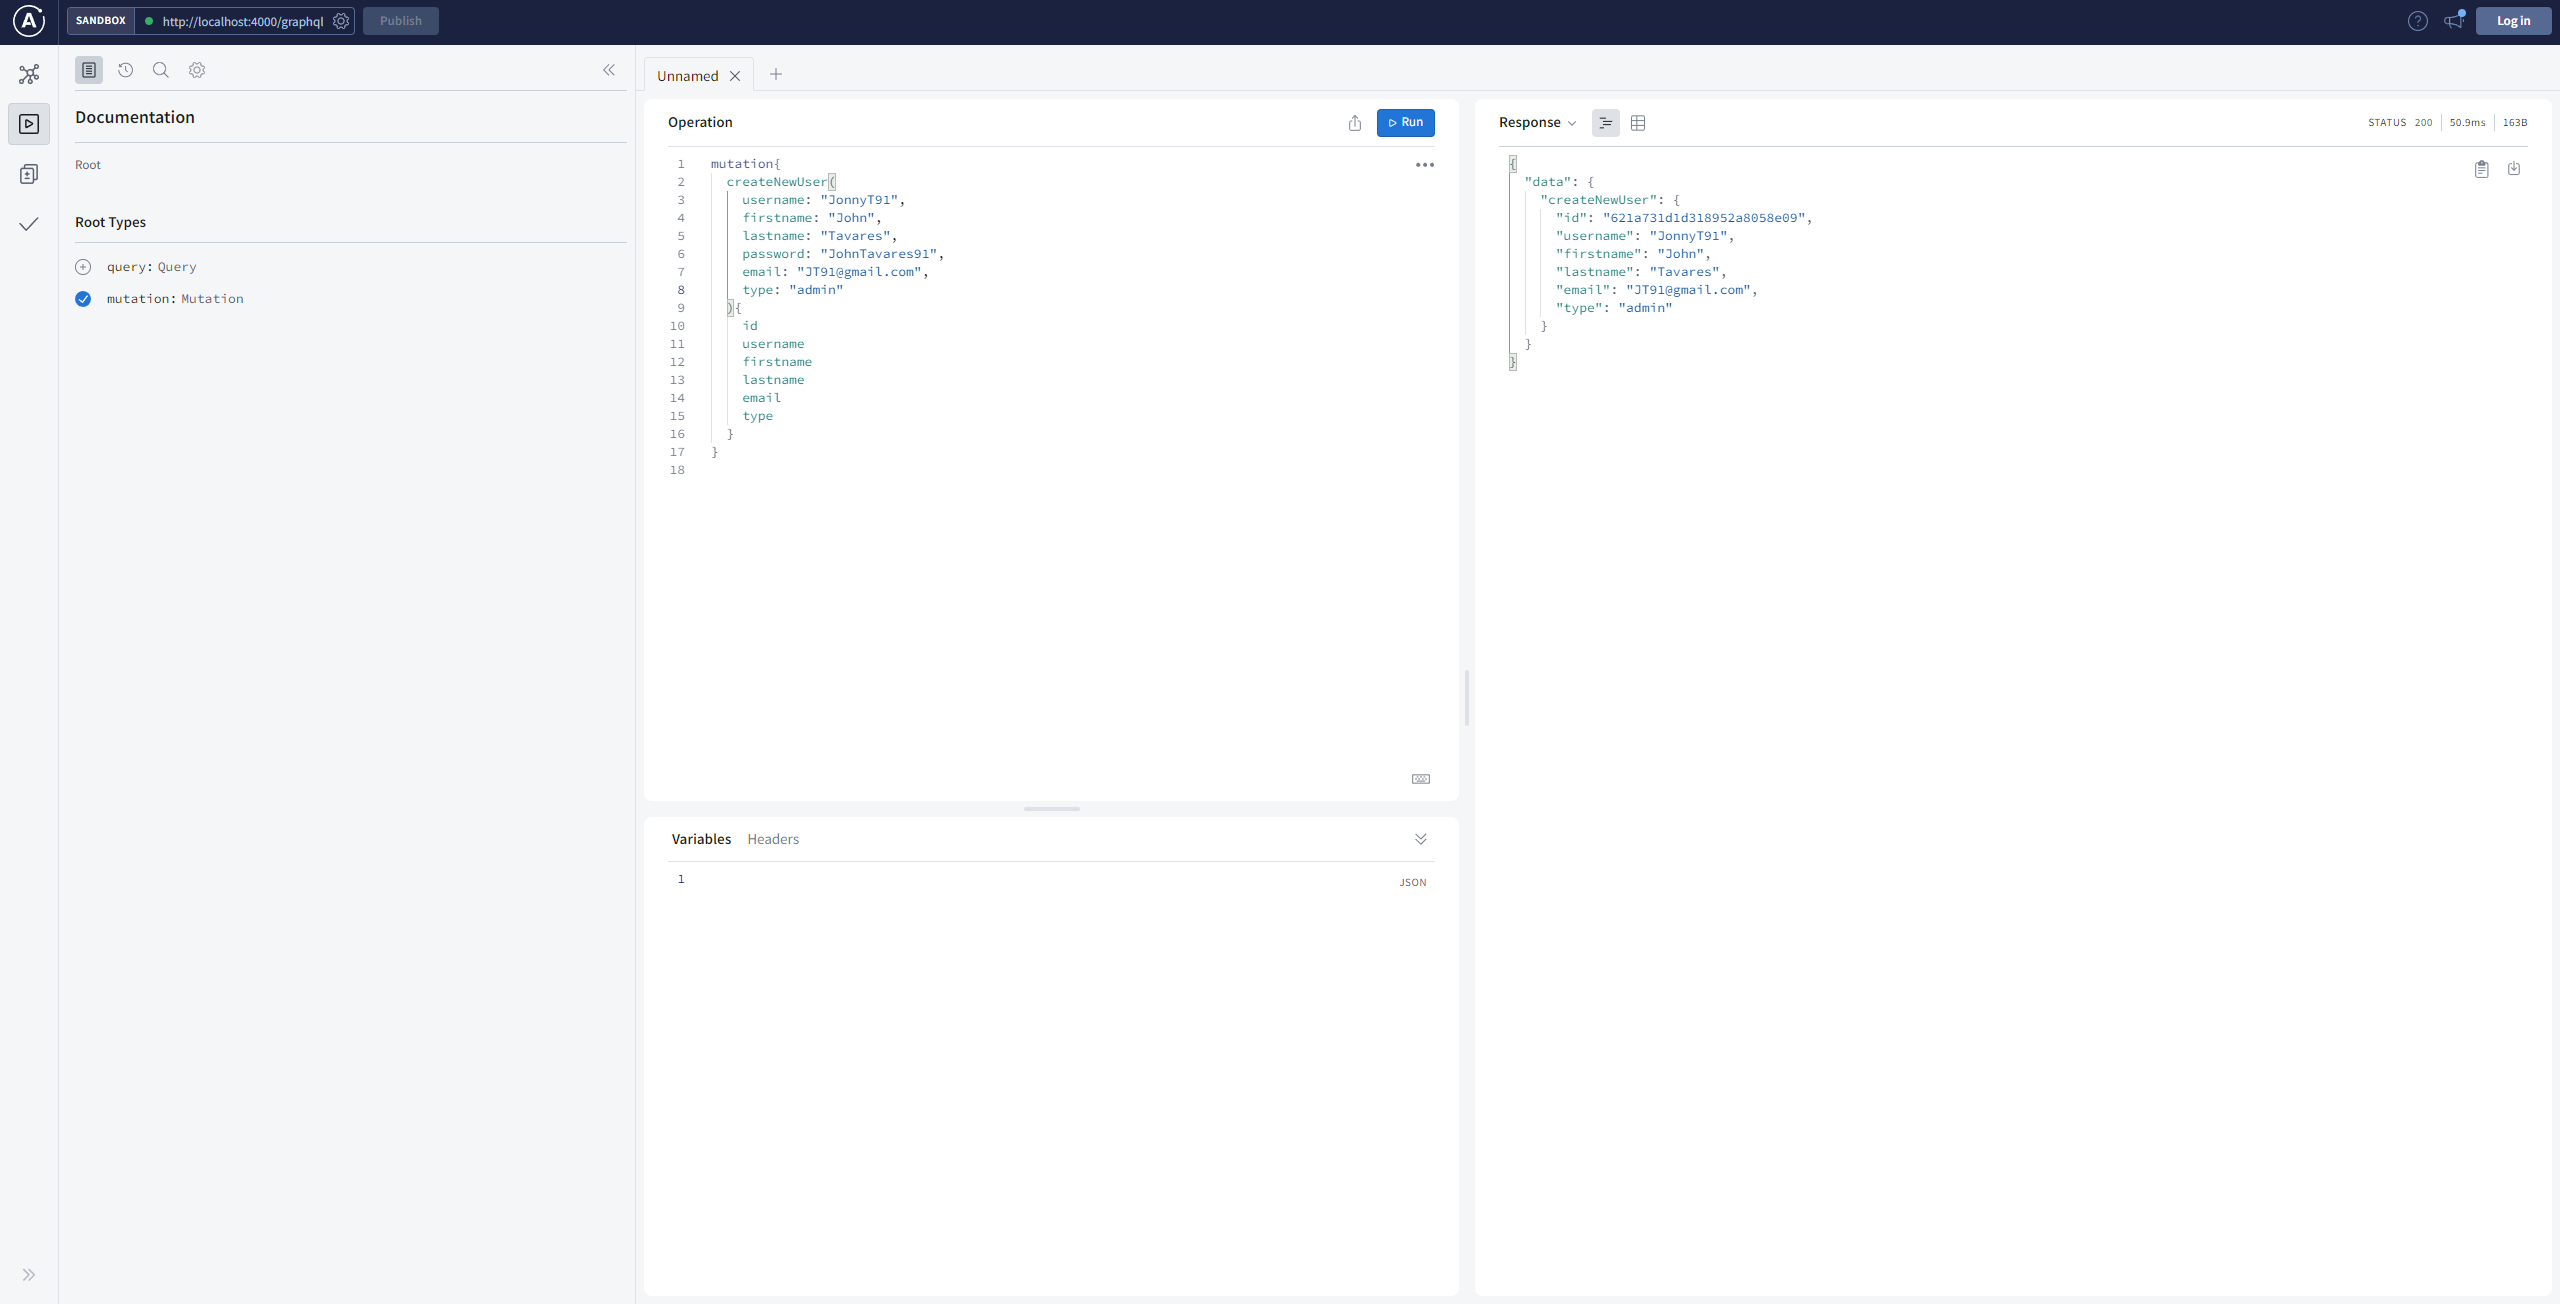 SANDBOX
http://localhost:4000/graphql
Publish
Log in
Documentation
Root
Root Types
query: Query
mutation: Mutation
Unnamed
Operation
Run
1 mutation{
2 createNewUser(
3 username: "JonnyT91",
4 firstname: "John",
5 lastname: "Tavares",
6 password: "JohnTavares91",
7 email: "JT91@gmail.com",
8 type: "admin"
9 ){
10 id
11 username
12 firstname
13 lastname
14 email
15 type
16 }
17 }
18
Variables Headers
1
JSON
Response
STATUS 200 50.9ms 163B
{
"data": {
"createNewUser": {
"id": "621a731d1d318952a8058e09",
"username": "JonnyT91",
"firstname": "John",
"lastname": "Tavares",
"email": "JT91@gmail.com",
"type": "admin"
}
}
}